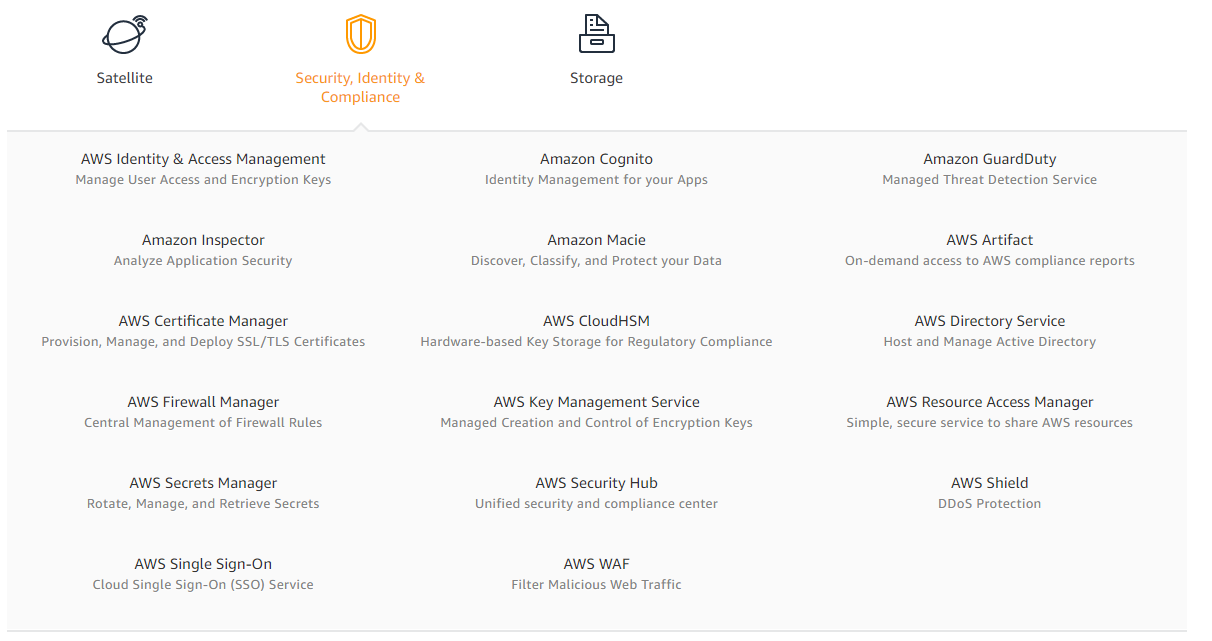 Satellite
Security, Identity &
Compliance
Storage
AWS Identity & Access Management
Manage User Access and Encryption Keys
Amazon Cognito
Identity Management for your Apps
Amazon GuardDuty
Managed Threat Detection Service
Amazon Inspector
Analyze Application Security
Amazon Macie
Discover, Classify, and Protect your Data
AWS Artifact
On-demand access to AWS compliance reports
AWS Certificate Manager
Provision, Manage, and Deploy SSL/TLS Certificates
AWS CloudHSM
Hardware-based Key Storage for Regulatory Compliance
AWS Directory Service
Host and Manage Active Directory
AWS Firewall Manager
Central Management of Firewall Rules
AWS Key Management Service
Managed Creation and Control of Encryption Keys
AWS Resource Access Manager
Simple, secure service to share AWS resources
AWS Secrets Manager
Rotate, Manage, and Retrieve Secrets
AWS Security Hub
Unified security and compliance center
AWS Shield
DDoS Protection
AWS Single Sign-On
Cloud Single Sign-On (SSO) Service
AWS WAF
Filter Malicious Web Traffic